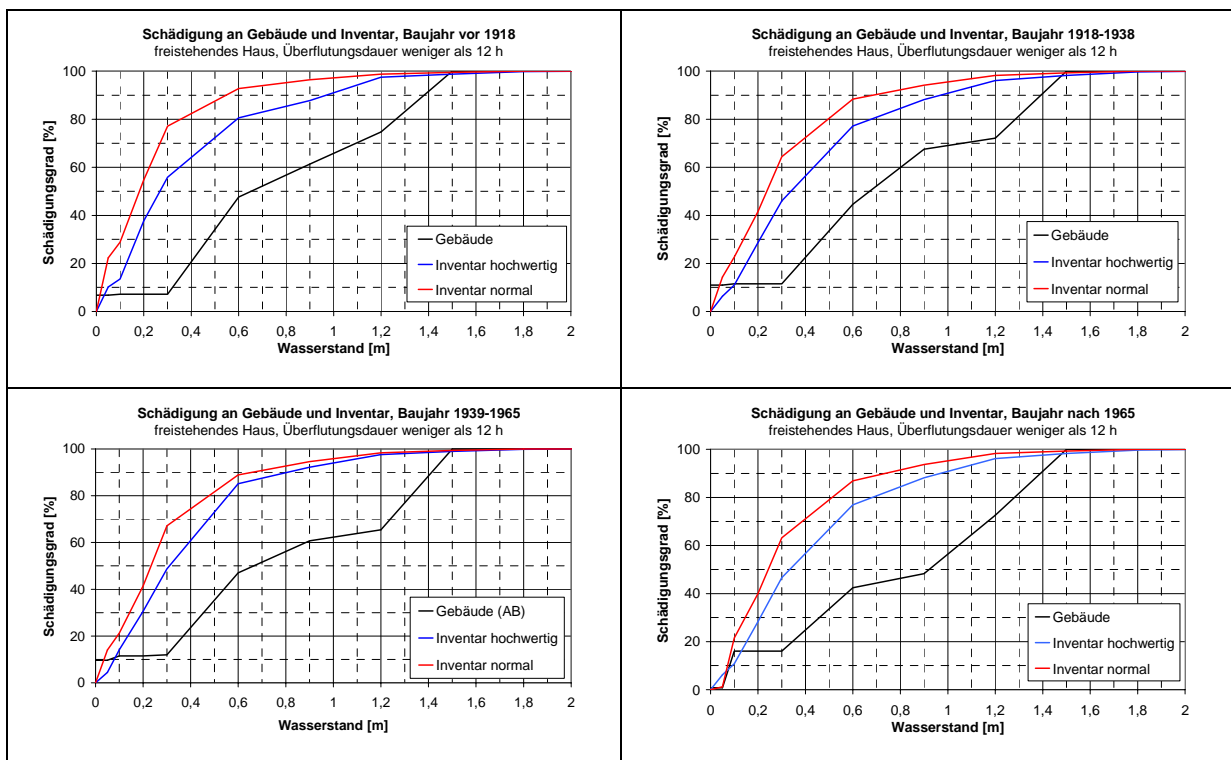 Schädigung an Gebäude und Inventar, Baujahr vor 1918
freistehendes Haus, Überflutungsdauer weniger als 12 h
Schädigungsgrad [%]
100
80
60
40
20
0
0 0,2 0,4 0,6 0,8 1 1,2 1,4 1,6 1,8 2
Wasserstand [m]
Gebäude
Inventar hochwertig
Inventar normal
Schädigung an Gebäude und Inventar, Baujahr 1918-1938
freistehendes Haus, Überflutungsdauer weniger als 12 h
Schädigungsgrad [%]
100
80
60
40
20
0
0 0,2 0,4 0,6 0,8 1 1,2 1,4 1,6 1,8 2
Wasserstand [m]
Gebäude
Inventar hochwertig
Inventar normal
Schädigung an Gebäude und Inventar, Baujahr 1939-1965
freistehendes Haus, Überflutungsdauer weniger als 12 h
Schädigungsgrad [%]
100
80
60
40
20
0
0 0,2 0,4 0,6 0,8 1 1,2 1,4 1,6 1,8 2
Wasserstand [m]
Gebäude (AB)
Inventar hochwertig
Inventar normal
Schädigung an Gebäude und Inventar, Baujahr nach 1965
freistehendes Haus, Überflutungsdauer weniger als 12 h
Schädigungsgrad [%]
100
80
60
40
20
0
0 0,2 0,4 0,6 0,8 1 1,2 1,4 1,6 1,8 2
Wasserstand [m]
Gebäude
Inventar hochwertig
Inventar normal